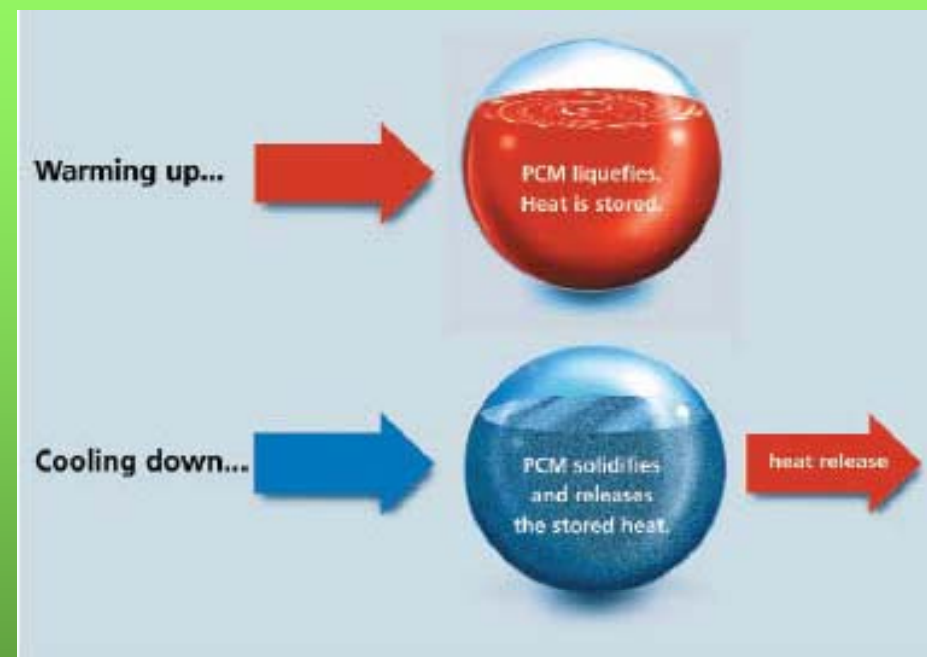 Warming up...
PCM liquefies.
Heat is stored.
Cooling down...
PCM solidifies
and releases
the stored heat.
heat release